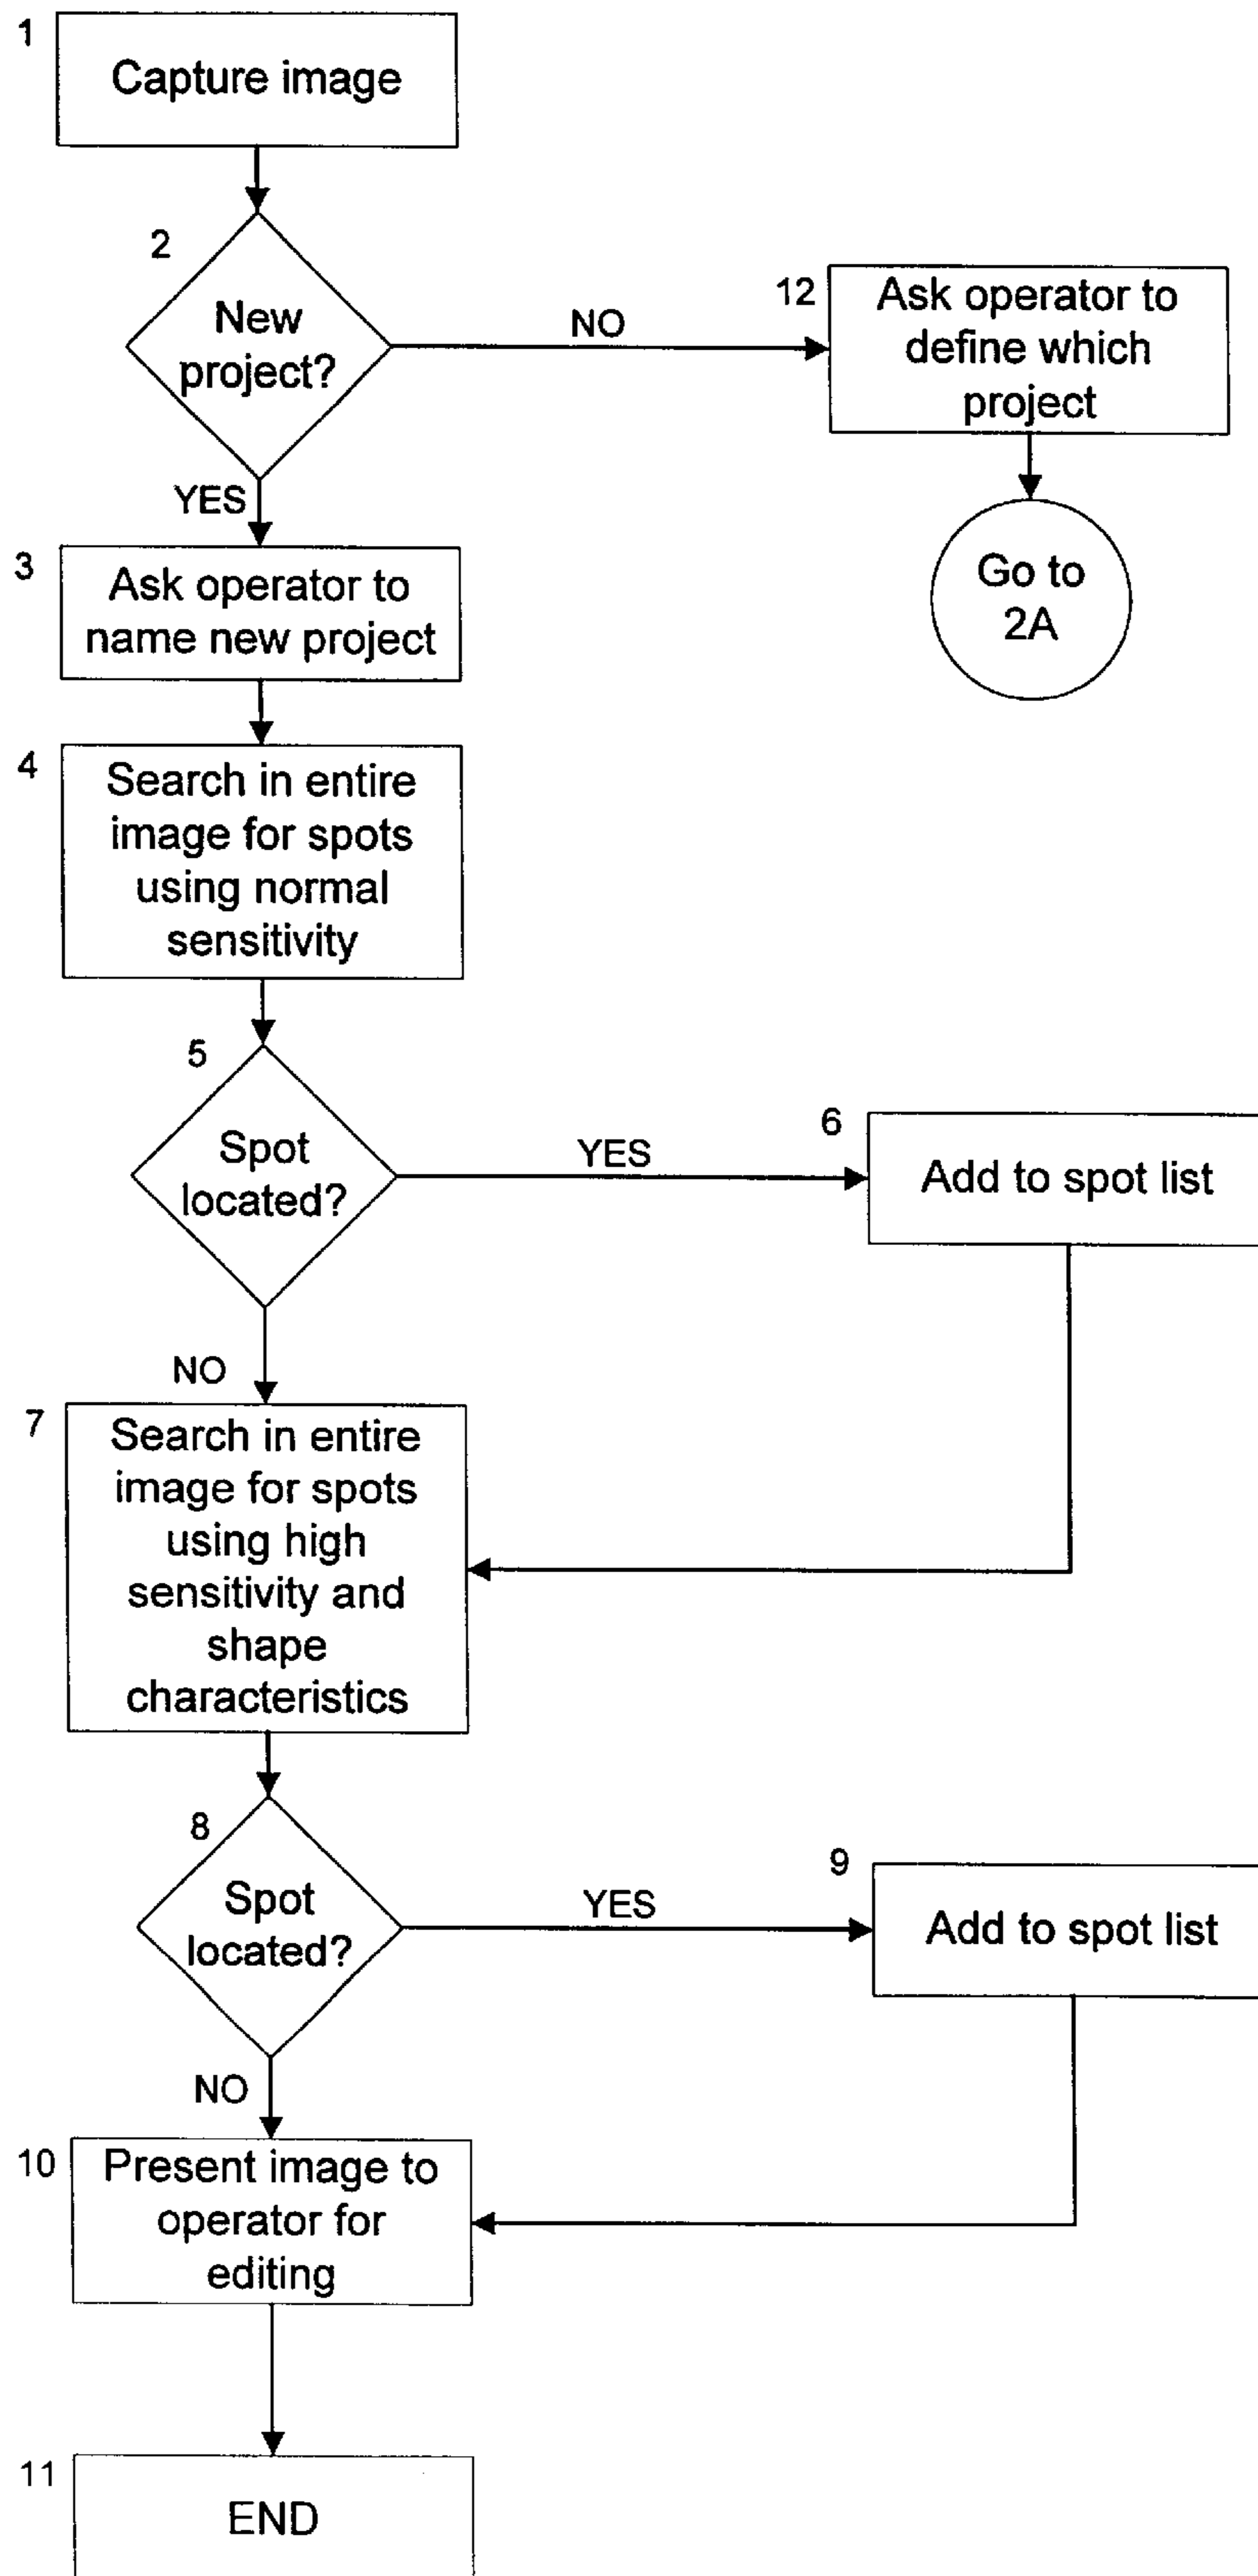 1
Capture image
2
New
project?
NO
12
Ask operator to
define which
project
YES
Go to
2A
3
Ask operator to
name new project
4
Search in entire
image for spots
using normal
sensitivity
5
Spot
located?
YES
6
Add to spot list
NO
7
Search in entire
image for spots
using high
sensitivity and
shape
characteristics
8
Spot
located?
YES
9
Add to spot list
NO
10
Present image to
operator for
editing
11
END